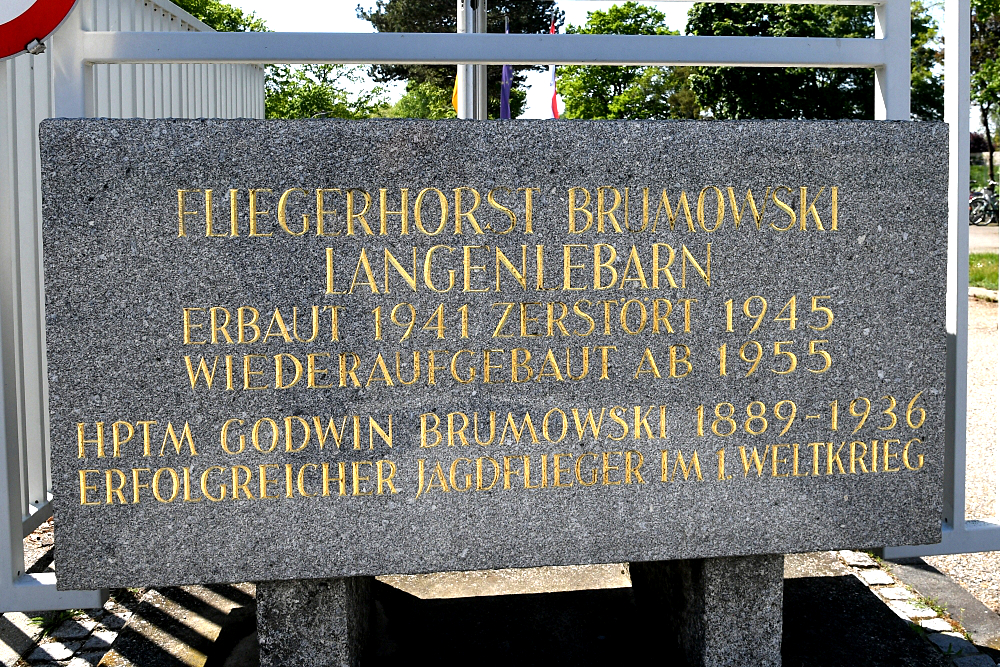 FLIEGERHORST BRUMOWSKI
LANGENLEBARN
ERBAUT 1941 ZERSTÖRT 1945
WIEDERAUFGEBAUT AB 1955
HPTM GODWIN BRUMOWSKI 1889-1936
ERFOLGREICHER JAGDFLIEGER IM 1.WELTKRIEG